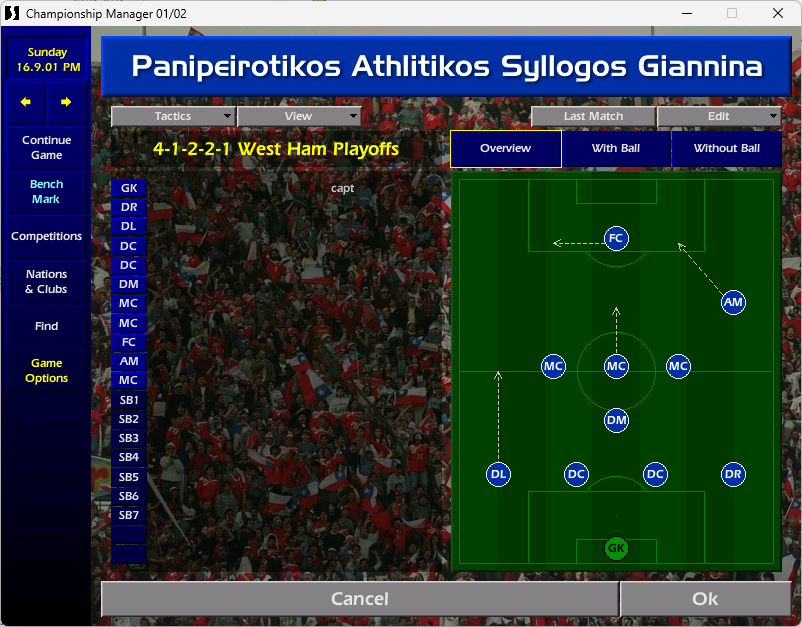 Championship Manager 01/02
Sunday
16.9.01 PM
Panipeirotikos Athlitikos Syllogos Giannina
Tactics View Last Match Edit
4-1-2-2-1 West Ham Playoffs
Overview With Ball Without Ball
Continue
Game
Bench
Mark
Competitions
Nations
& Clubs
Find
Game
Options
GK capt
DR
DL
DC
DC
DM
MC
MC
FC
AM
MC
SB1
SB2
SB3
SB4
SB5
SB6
SB7
FC
AM
MC MC MC
DM
DL DC DC DR
GK
Cancel Ok